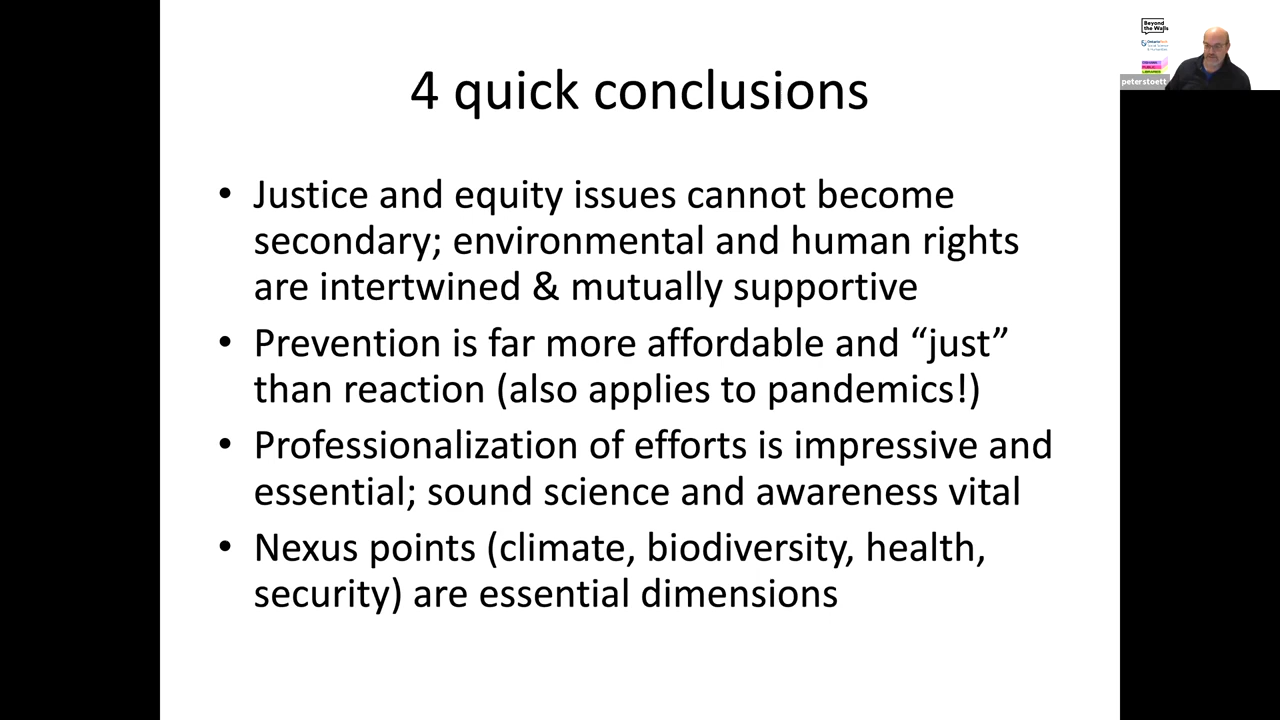 4 quick conclusions
• Justice and equity issues cannot become
secondary; environmental and human rights
are intertwined & mutually supportive
• Prevention is far more affordable and “just”
than reaction (also applies to pandemics!)
• Professionalization of efforts is impressive and
essential; sound science and awareness vital
• Nexus points (climate, biodiversity, health,
security) are essential dimensions
Beyond
the Walls
peterstoett